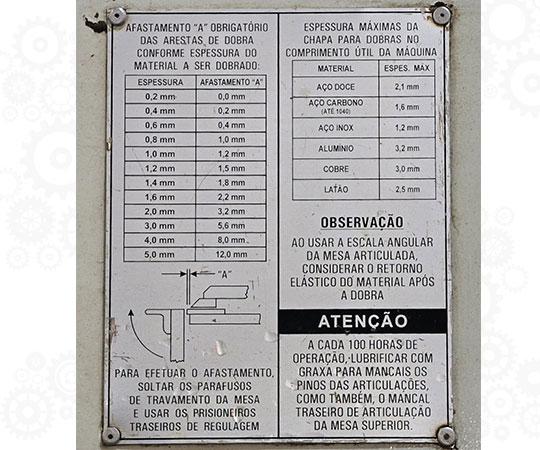 AFASTAMENTO "A" OBRIGATÓRIO
DAS ARESTAS DE DOBRA
CONFORME ESPESSURA DO
MATERIAL A SER DOBRADO:
ESPESSURA AFASTAMENTO "A"
0,2 mm 0,0 mm
0,4 mm 0,2 mm
0,6 mm 0,4 mm
0,8 mm 1,0 mm
1,0 mm 1,2 mm
1,2 mm 1,5 mm
1,4 mm 1,8 mm
1,6 mm 2,2 mm
2,0 mm 3,2 mm
3,0 mm 5,6 mm
4,0 mm 8,0 mm
5,0 mm 12,0 mm
"A"
PARA EFETUAR O AFASTAMENTO,
SOLTAR OS PARAFUSOS
DE TRAVAMENTO DA MESA
E USAR OS PRISIONEIROS
TRASEIROS DE REGULAGEM
ESPESSURA MÁXIMAS DA
CHAPA PARA DOBRAS NO
COMPRIMENTO ÚTIL DA MÁQUINA
MATERIAL ESPES. MÁX
AÇO DOCE 2,1 mm
AÇO CARBONO
(ATÉ 1040) 1,6 mm
AÇO INOX 1,2 mm
ALUMÍNIO 3,2 mm
COBRE 3,0 mm
LATÃO 2,5 mm
OBSERVAÇÃO
AO USAR A ESCALA ANGULAR
DA MESA ARTICULADA,
CONSIDERAR O RETORNO
ELÁSTICO DO MATERIAL APÓS
A DOBRA
ATENÇÃO
A CADA 100 HORAS DE
OPERAÇÃO, LUBRIFICAR COM
GRAXA PARA MANCAIS OS
PINOS DAS ARTICULAÇÕES,
COMO TAMBÉM, O MANCAL
TRASEIRO DE ARTICULAÇÃO
DA MESA SUPERIOR.